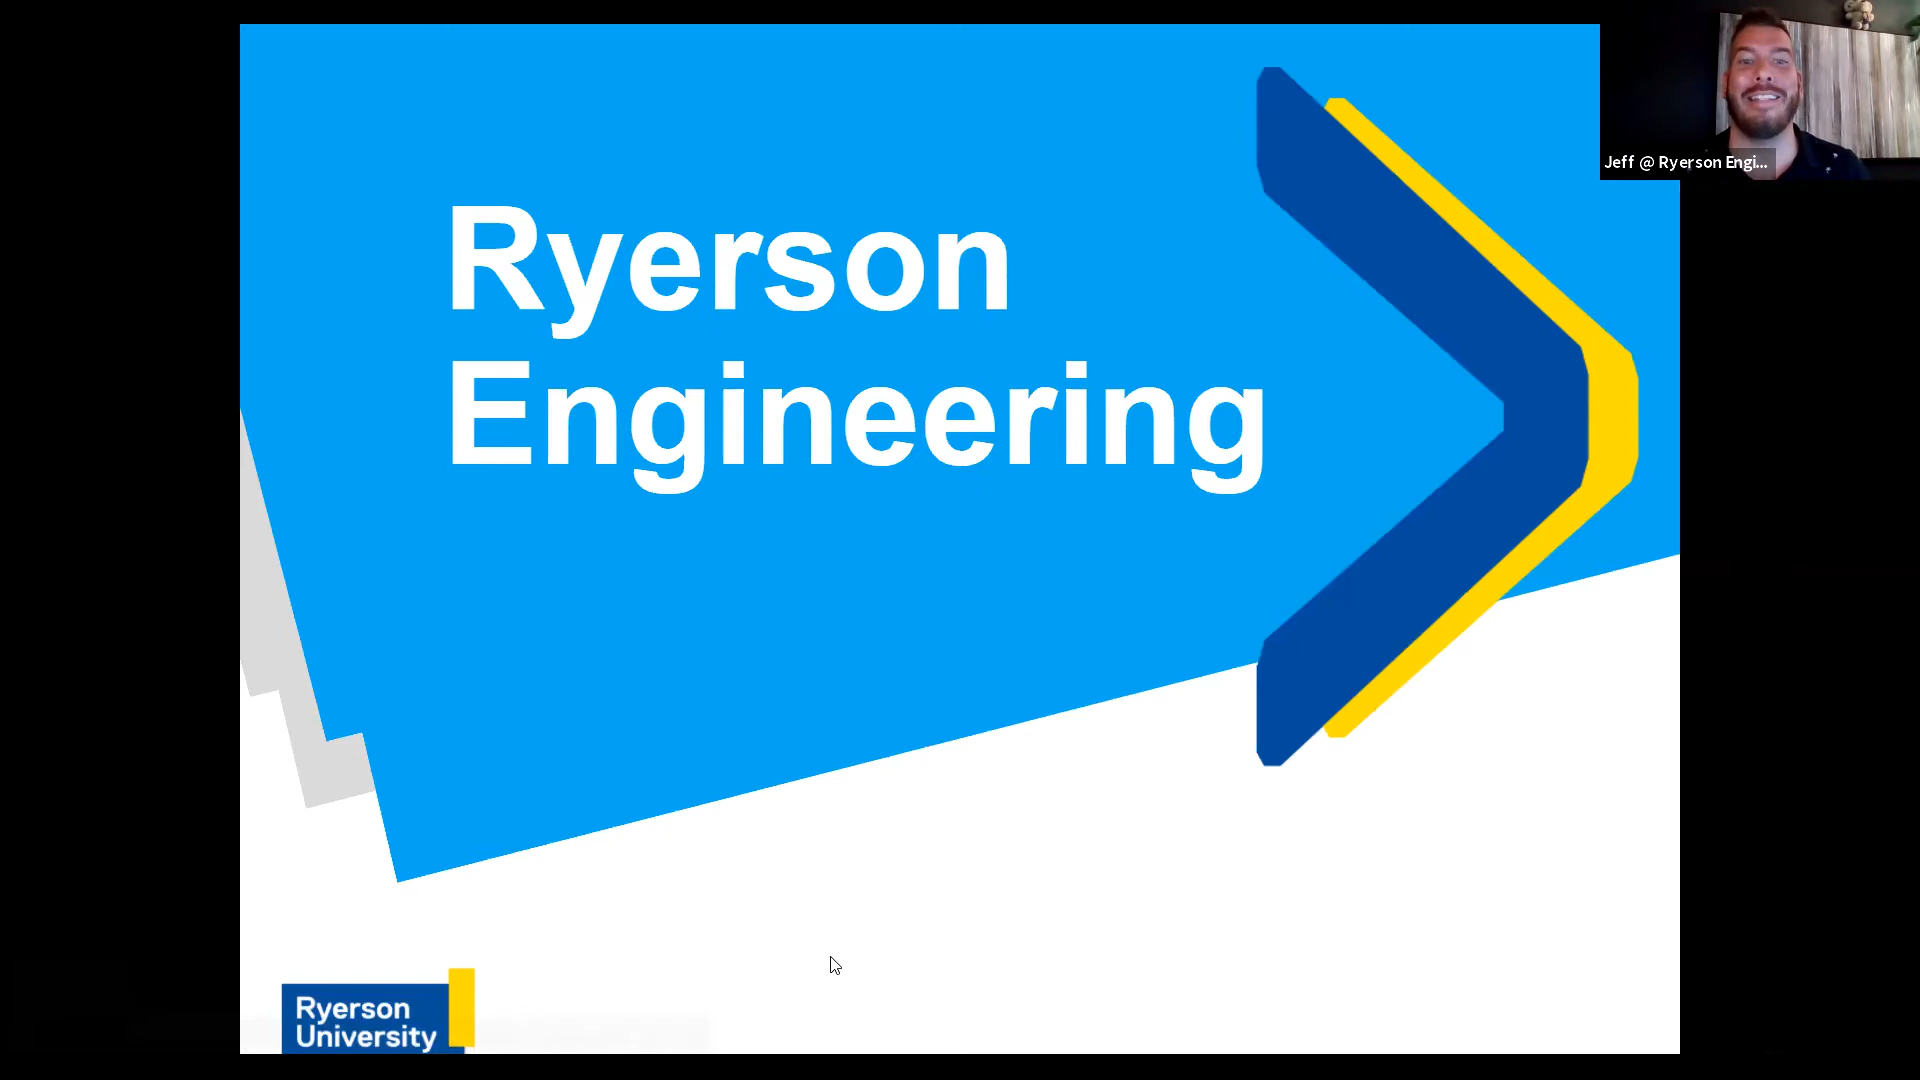 Ryerson
Engineering
Jeff @ Ryerson Engi...
Ryerson
University